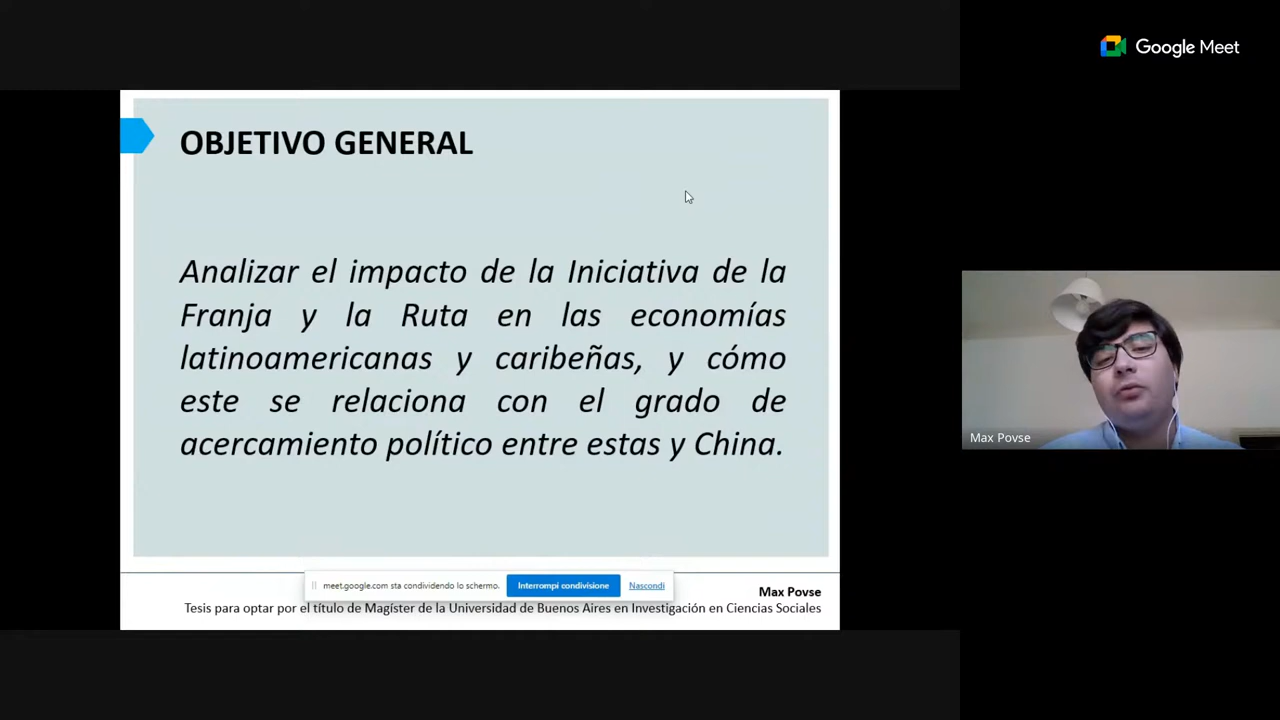 Google Meet
OBJETIVO GENERAL
Analizar el impacto de la Iniciativa de la
Franja y la Ruta en las economías
latinoamericanas y caribeñas, y cómo
este se relaciona con el grado de
acercamiento político entre estas y China.
meet.google.com sta condividendo lo schermo. Interrompi condivisione Nascondi
Max Povse
Tesis para optar por el título de Magíster de la Universidad de Buenos Aires en Investigación en Ciencias Sociales
Max Povse